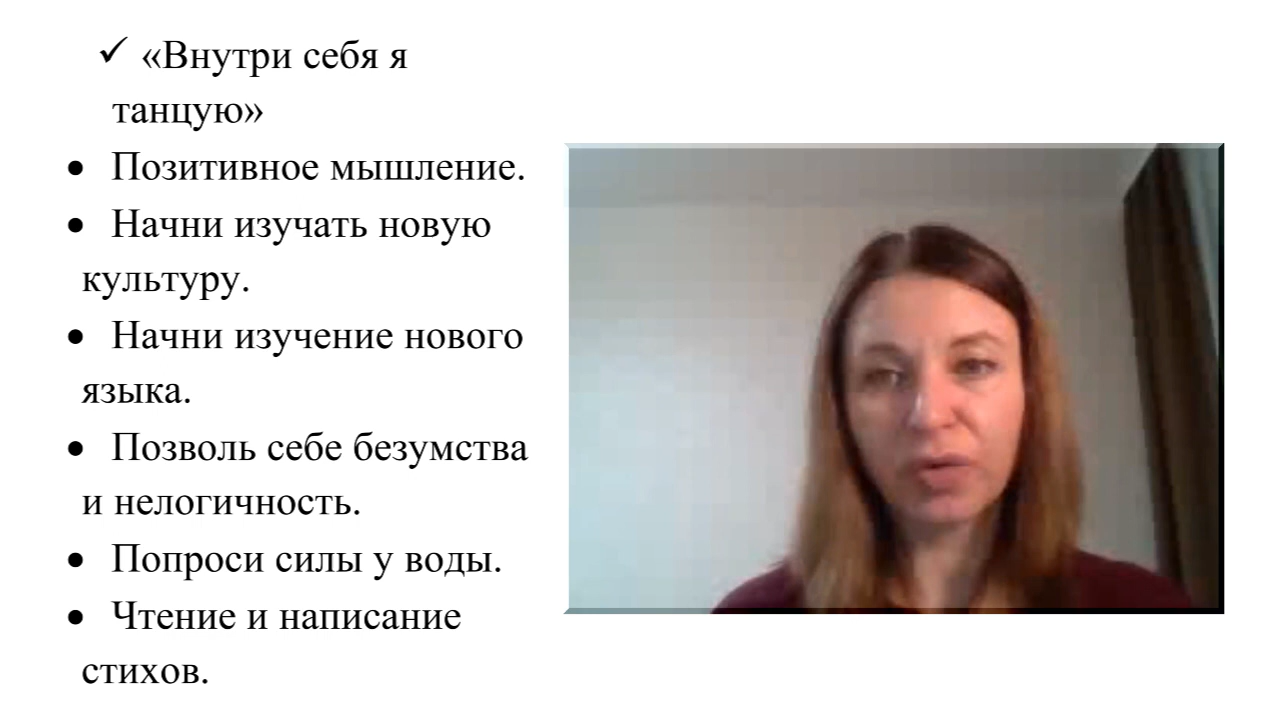 ✓ «Внутри себя я
танцую»
• Позитивное мышление.
• Начни изучать новую
культуру.
• Начни изучение нового
языка.
• Позволь себе безумства
и нелогичность.
• Попроси силы у воды.
• Чтение и написание
стихов.